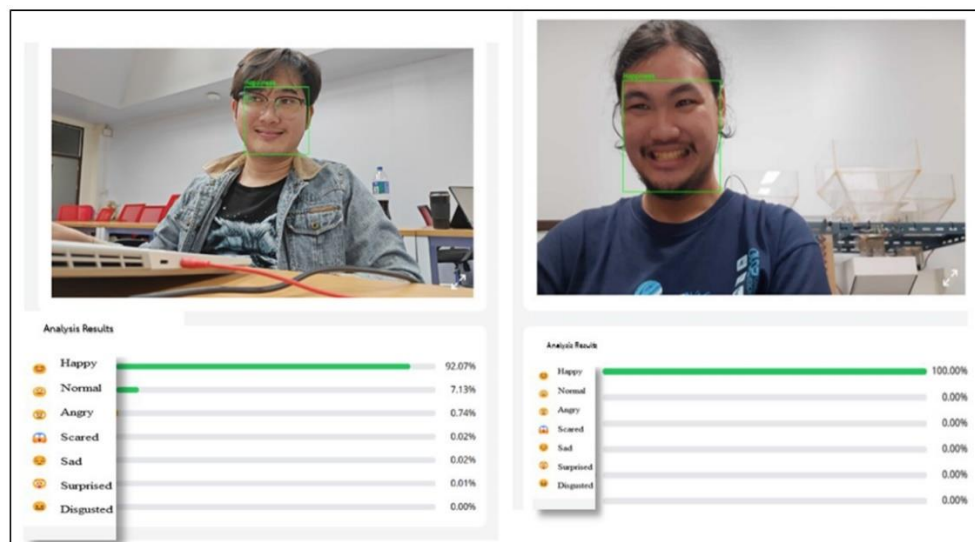 Analysis Results
Happy 92.07%
Normal 7.13%
Angry 0.74%
Scared 0.02%
Sad 0.02%
Surprised 0.01%
Disgusted 0.00%
Analysis Results
Happy 100.00%
Normal 0.00%
Angry 0.00%
Scared 0.00%
Sad
Surprised 0.00%
Disgusted 0.00%